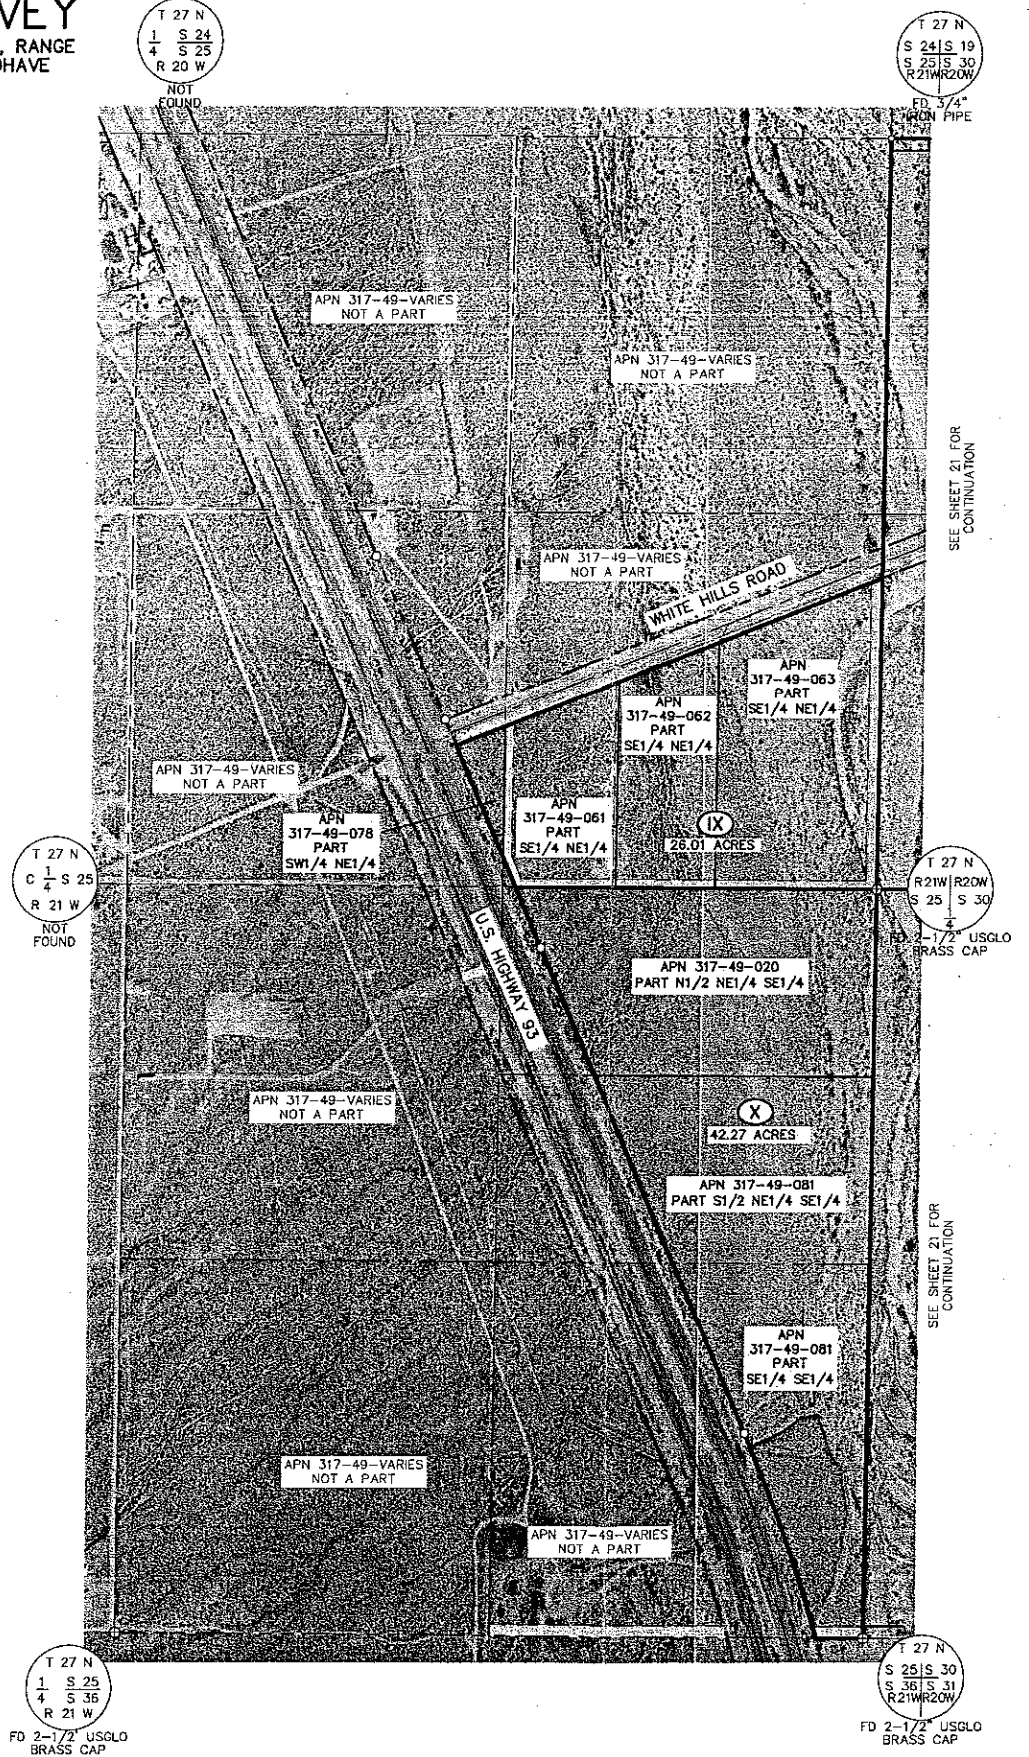 VEY
, RANGE
OHAVE
T 27 N
1 S 24
4 S 25
R 20 W
NOT
FOUND
T 27 N
S 24 S 19
S 25 S 30
R21W R20W
FD 3/4"
IRON PIPE
APN 317-49-VARIES
NOT A PART
APN 317-49-VARIES
NOT A PART
SEE SHEET 21 FOR
CONTINUATION
APN 317-49-VARIES
NOT A PART
WHITE HILLS ROAD
APN
317-49-063
PART
SE1/4 NE1/4
APN
317-49-062
PART
SE1/4 NE1/4
APN 317-49-VARIES
NOT A PART
APN
317-49-078
PART
SW1/4 NE1/4
APN
317-49-061
PART
SE1/4 NE1/4
IX
26.01 ACRES
T 27 N
C 1/4 S 25
R 21 W
NOT
FOUND
T 27 N
R21W R20W
S 25 S 30
1
4
FD 2-1/2" USGLO
BRASS CAP
U.S. HIGHWAY 93
APN 317-49-020
PART N1/2 NE1/4 SE1/4
APN 317-49-VARIES
NOT A PART
X
42.27 ACRES
APN 317-49-081
PART S1/2 NE1/4 SE1/4
SEE SHEET 21 FOR
CONTINUATION
APN
317-49-081
PART
SE1/4 SE1/4
APN 317-49-VARIES
NOT A PART
APN 317-49-VARIES
NOT A PART
T 27 N
1 S 25
4 S 36
R 21 W
FD 2-1/2" USGLO
BRASS CAP
T 27 N
S 25 S 30
S 36 S 31
R21W R20W
FD 2-1/2" USGLO
BRASS CAP